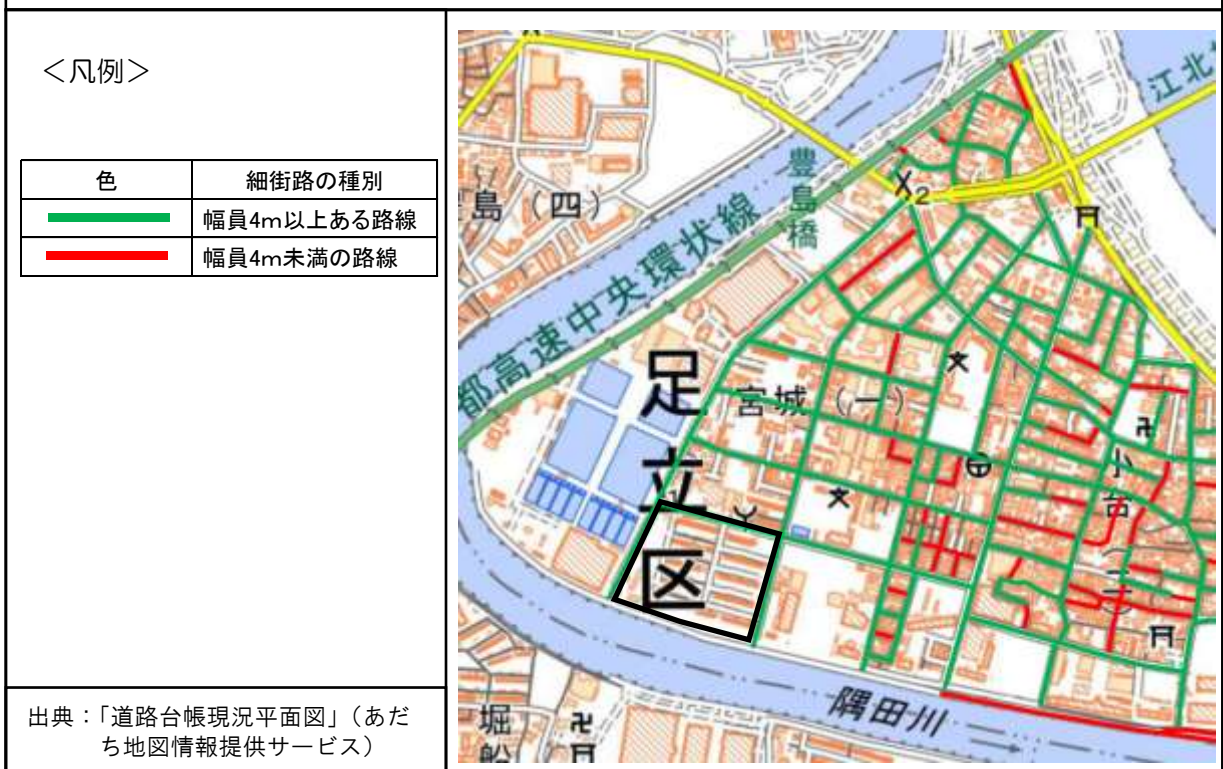 ＜凡例＞
色 細街路の種別
幅員4m以上ある路線
幅員4m未満の路線
出典：「道路台帳現況平面図」（あだ
ち地図情報提供サービス）
江北
豊島橋
島（四）
都高速中央環状線
足立区
宮城（一）
隅田川
堀船